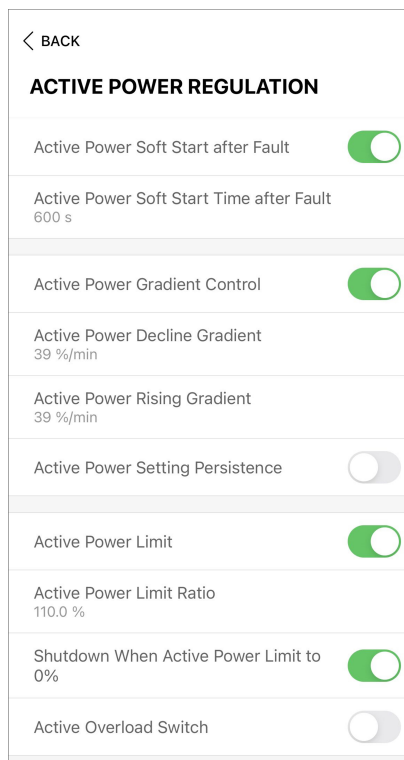 BACK
ACTIVE POWER REGULATION
Active Power Soft Start after Fault
Active Power Soft Start Time after Fault
600 s
Active Power Gradient Control
Active Power Decline Gradient
39 %/min
Active Power Rising Gradient
39 %/min
Active Power Setting Persistence
Active Power Limit
Active Power Limit Ratio
110.0 %
Shutdown When Active Power Limit to
0%
Active Overload Switch